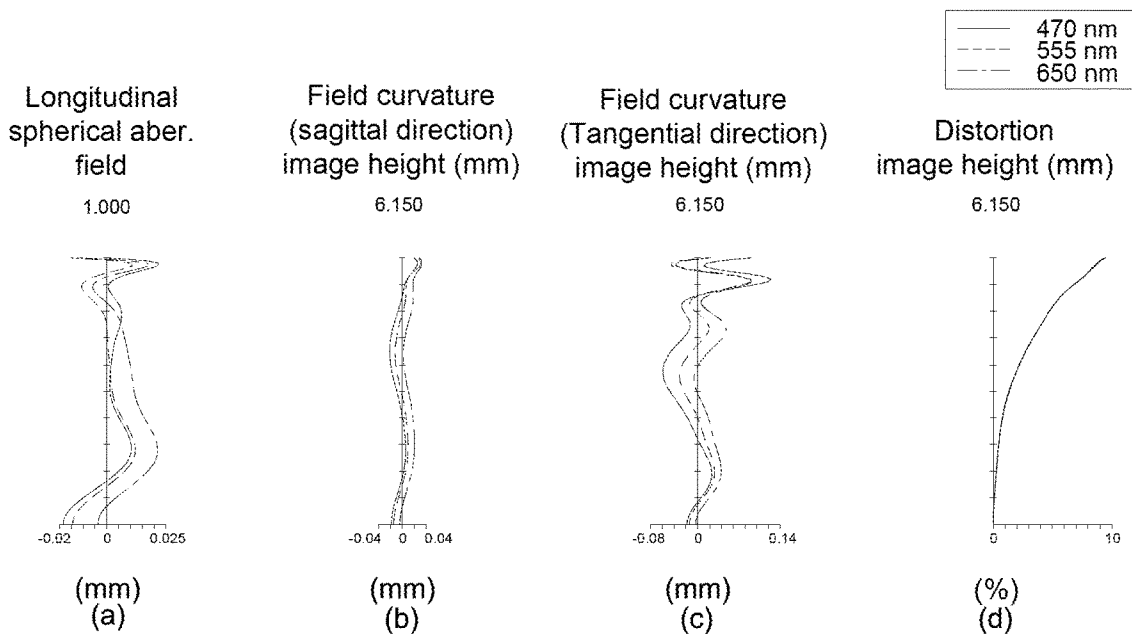 470 nm
555 nm
650 nm
Longitudinal
spherical aber.
field
1.000
Field curvature
(sagittal direction)
image height (mm)
6.150
Field curvature
(Tangential direction)
image height (mm)
6.150
Distortion
image height (mm)
6.150
-0.02 0 0.025
-0.04 0 0.04
-0.08 0 0.14
0 10
(mm)
(a)
(mm)
(b)
(mm)
(c)
(%)
(d)